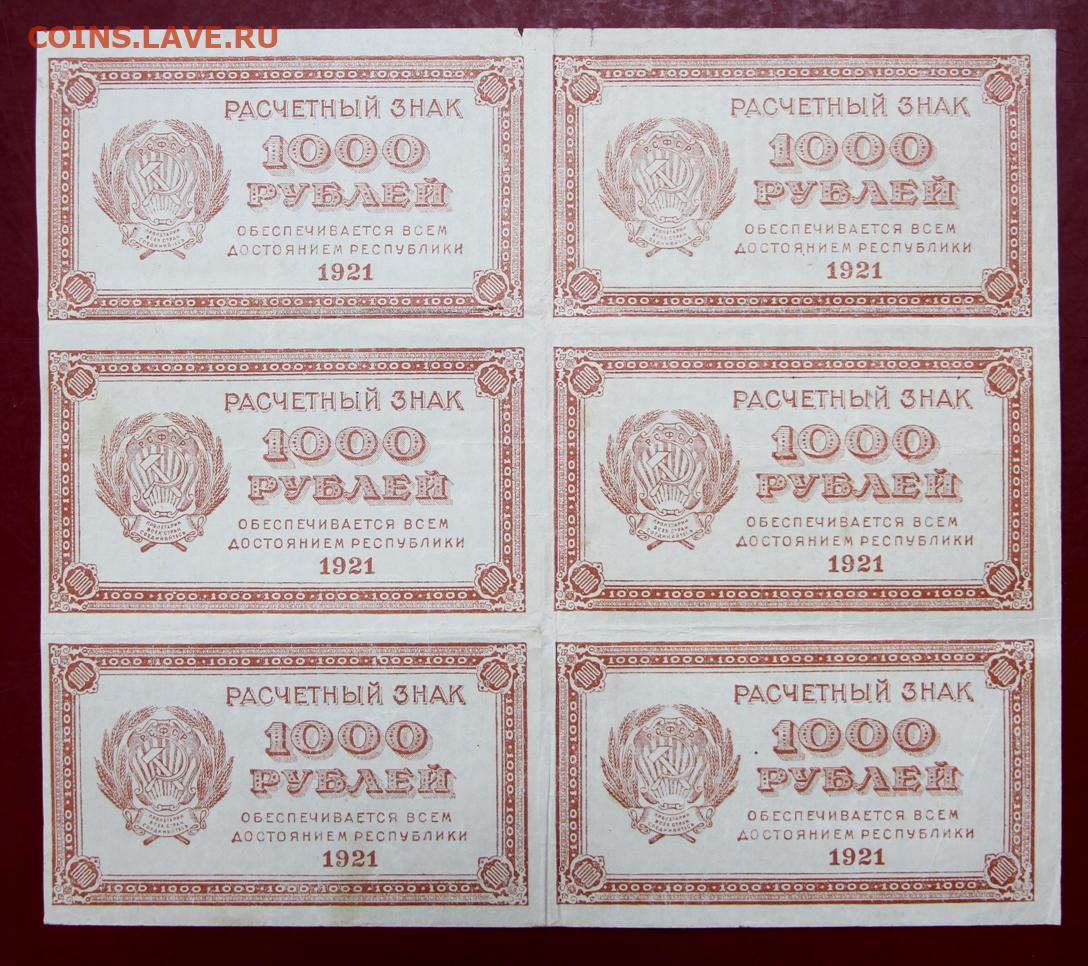 COINS.LAVE.RU
РАСЧЕТНЫЙ ЗНАК
1000
РУБЛЕЙ
ОБЕСПЕЧИВАЕТСЯ ВСЕМ
ДОСТОЯНИЕМ РЕСПУБЛИКИ
1921
РАСЧЕТНЫЙ ЗНАК
1000
РУБЛЕЙ
ОБЕСПЕЧИВАЕТСЯ ВСЕМ
ДОСТОЯНИЕМ РЕСПУБЛИКИ
1921
РАСЧЕТНЫЙ ЗНАК
1000
РУБЛЕЙ
ОБЕСПЕЧИВАЕТСЯ ВСЕМ
ДОСТОЯНИЕМ РЕСПУБЛИКИ
1921
РАСЧЕТНЫЙ ЗНАК
1000
РУБЛЕЙ
ОБЕСПЕЧИВАЕТСЯ ВСЕМ
ДОСТОЯНИЕМ РЕСПУБЛИКИ
1921
РАСЧЕТНЫЙ ЗНАК
1000
РУБЛЕЙ
ОБЕСПЕЧИВАЕТСЯ ВСЕМ
ДОСТОЯНИЕМ РЕСПУБЛИКИ
1921
РАСЧЕТНЫЙ ЗНАК
1000
РУБЛЕЙ
ОБЕСПЕЧИВАЕТСЯ ВСЕМ
ДОСТОЯНИЕМ РЕСПУБЛИКИ
1921